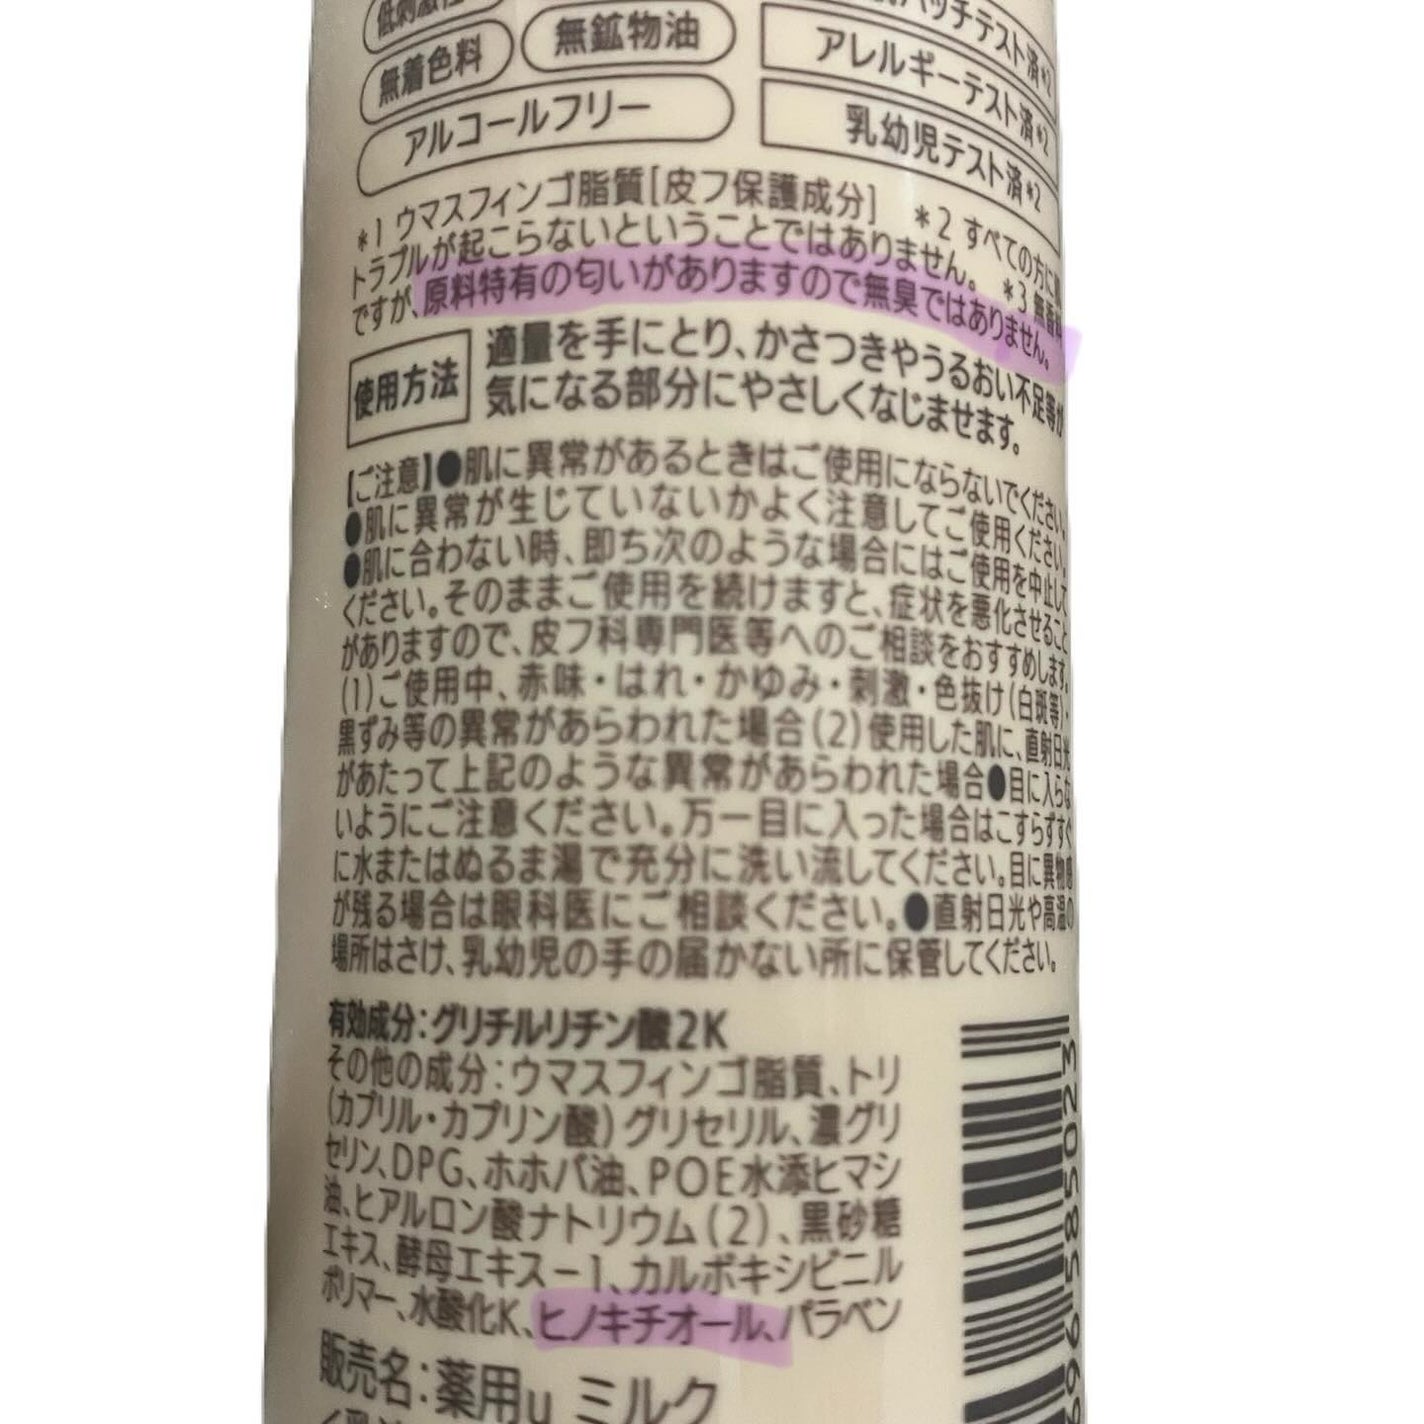 低刺激性
パッチテスト済*2
無着色料
無鉱物油
アレルギーテスト済*2
アルコールフリー
乳幼児テスト済*2
*1 ウマスフィンゴ脂質[皮フ保護成分] *2 すべての方に
トラブルが起こらないということではありません。 *3 無香料
ですが、原料特有の匂いがありますので無臭ではありません。
使用方法
適量を手にとり、かさつきやうるおい不足等が
気になる部分にやさしくなじませます。
【ご注意】●肌に異常があるときはご使用にならないでください。
●肌に異常が生じていないかよく注意してご使用ください。
●肌に合わない時、即ち次のような場合にはご使用を中止して
ください。そのままご使用を続けますと、症状を悪化させること
がありますので、皮フ科専門医等へのご相談をおすすめします。
(1)ご使用中、赤味・はれ・かゆみ・刺激・色抜け(白斑等)・
黒ずみ等の異常があらわれた場合(2)使用した肌に、直射日光
があたって上記のような異常があらわれた場合●目に入らな
いようにご注意ください。万一目に入った場合はこすらずすぐ
に水またはぬるま湯で充分に洗い流してください。目に異物感
が残る場合は眼科医にご相談ください。●直射日光や高温の
場所はさけ、乳幼児の手の届かない所に保管してください。
有効成分：グリチルリチン酸2K
その他の成分：ウマスフィンゴ脂質、トリ
(カプリル・カプリン酸)グリセリル、濃グリ
セリン、DPG、ホホバ油、POE水添ヒマシ
油、ヒアルロン酸ナトリウム(2)、黒砂糖
エキス、酵母エキス－1、カルボキシビニル
ポリマー、水酸化K、ヒノキチオール、パラベン
販売名：薬用u ミルク